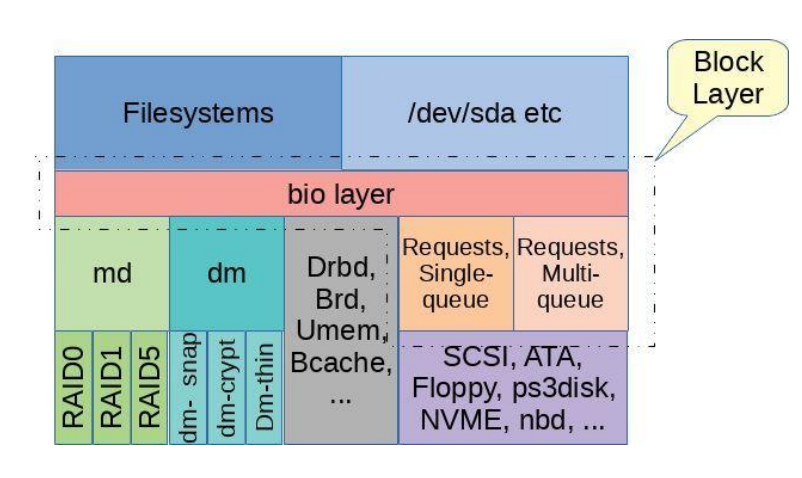 Block
Layer
Filesystems
/dev/sda etc
bio layer
md
dm
Drbd,
Brd,
Umem,
Bcache,
...
Requests,
Single-
queue
Requests,
Multi-
queue
RAID0
RAID1
RAID5
dm- snap
dm-crypt
Dm-thin
SCSI, ATA,
Floppy, ps3disk,
NVME, nbd, ...